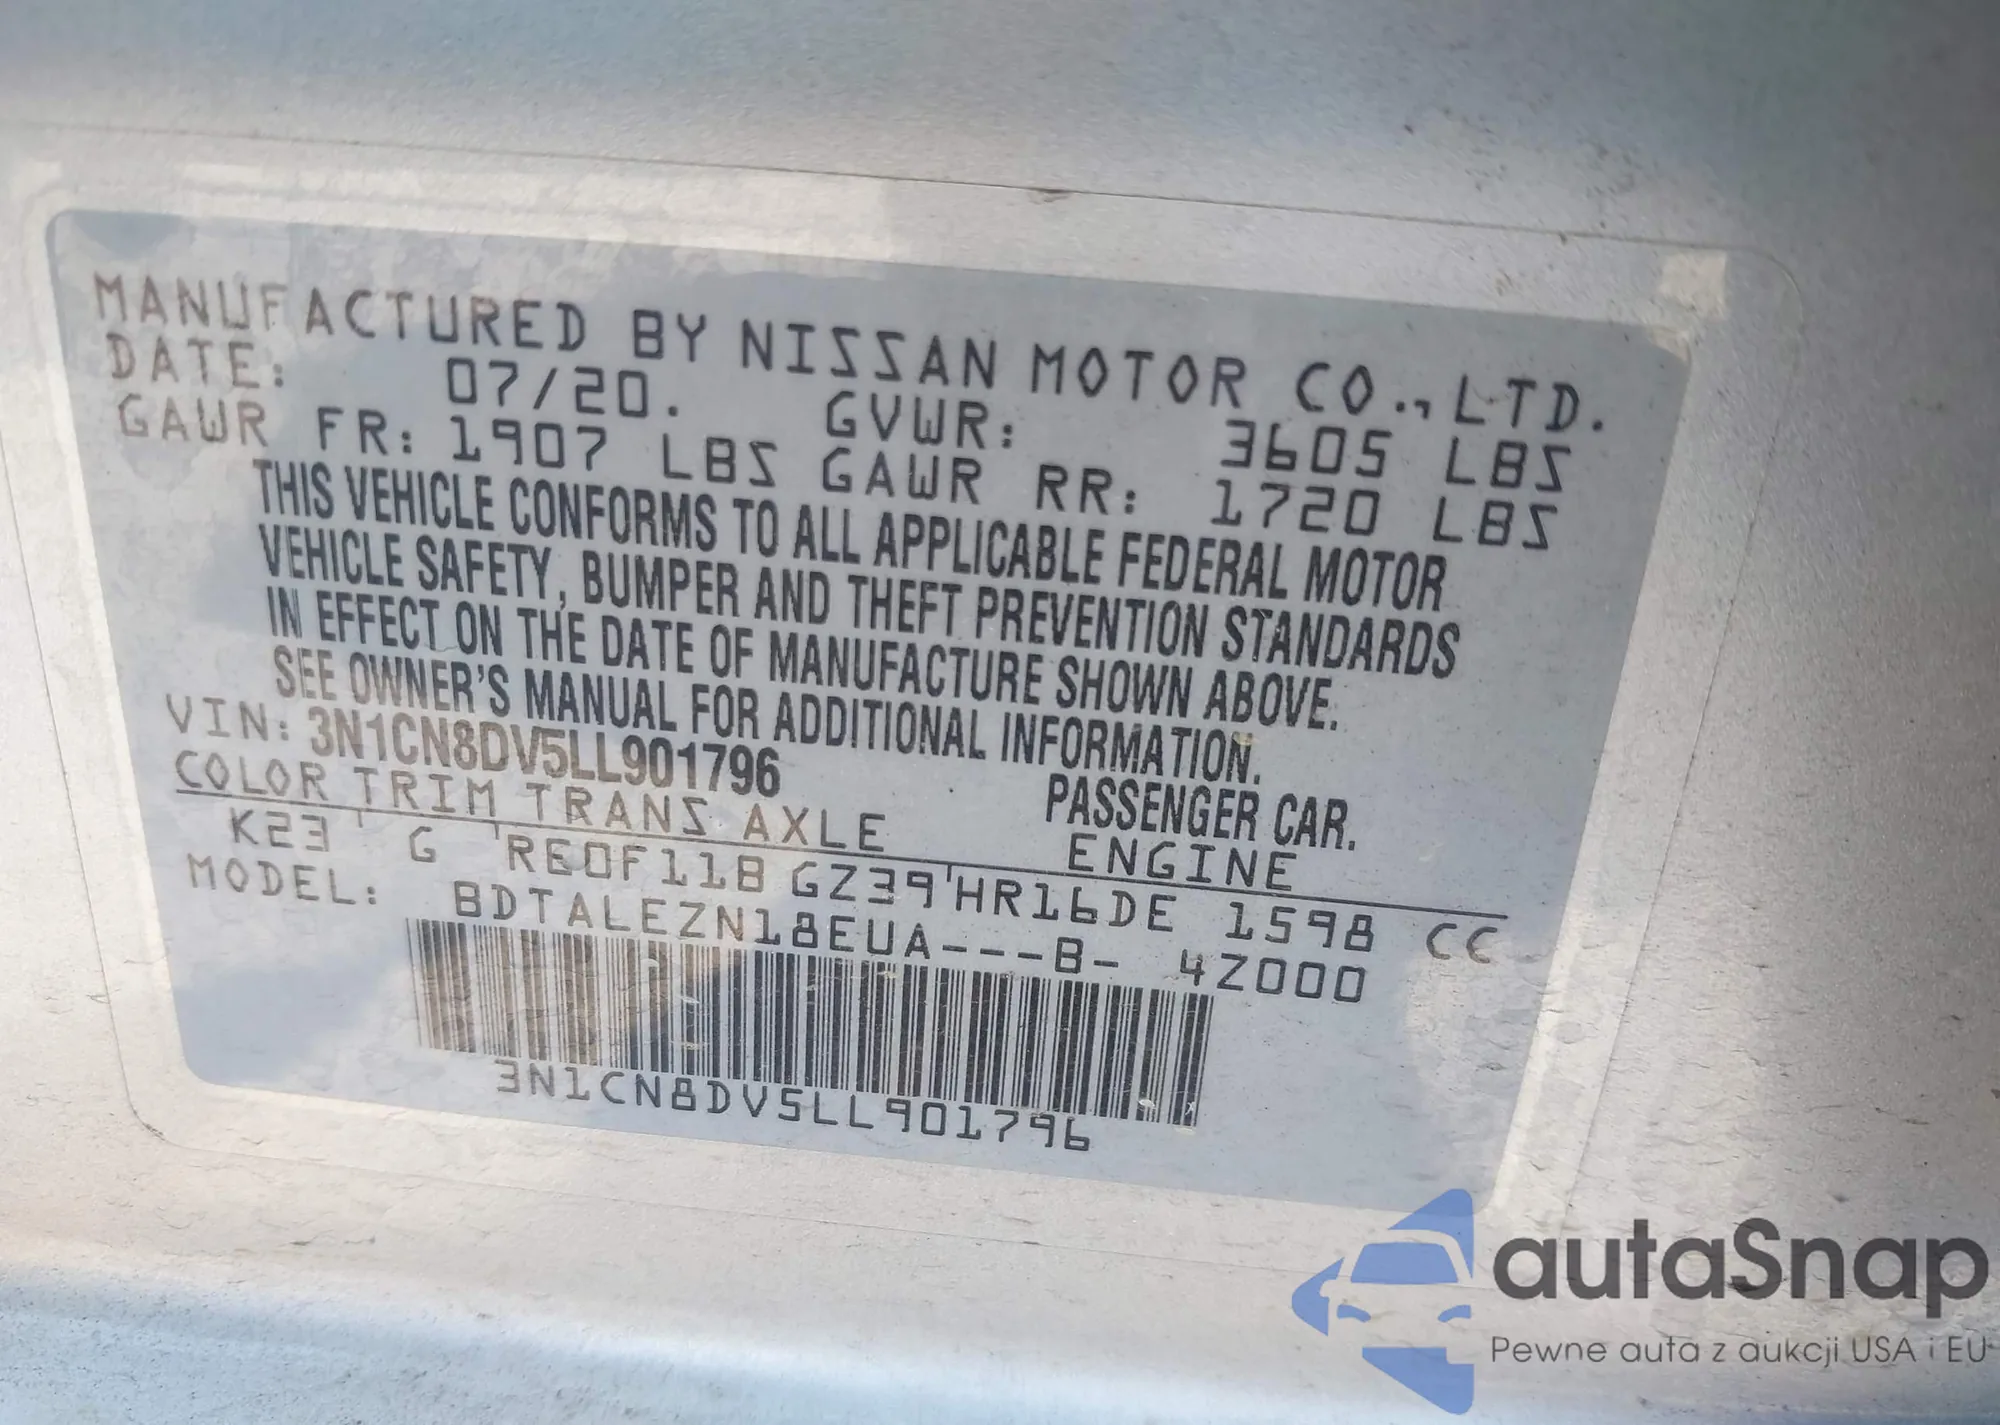 MANUFACTURED BY NISSAN MOTOR CO., LTD.
DATE: 07/20. GVWR: 3605 LBS
GAWR FR: 1907 LBS GAWR RR: 1720 LBS
THIS VEHICLE CONFORMS TO ALL APPLICABLE FEDERAL MOTOR
VEHICLE SAFETY, BUMPER AND THEFT PREVENTION STANDARDS
IN EFFECT ON THE DATE OF MANUFACTURE SHOWN ABOVE.
SEE OWNER'S MANUAL FOR ADDITIONAL INFORMATION.
VIN: 3N1CN8DV5LL901796 PASSENGER CAR.
COLOR TRIM TRANS AXLE ENGINE
K23 G RE0F11B GZ39 HR16DE 1598 CC
MODEL: BDTALEZN18EUA---B- 4Z000
3N1CN8DV5LL901796
autaSnap
Pewne auta z aukcji USA i EU